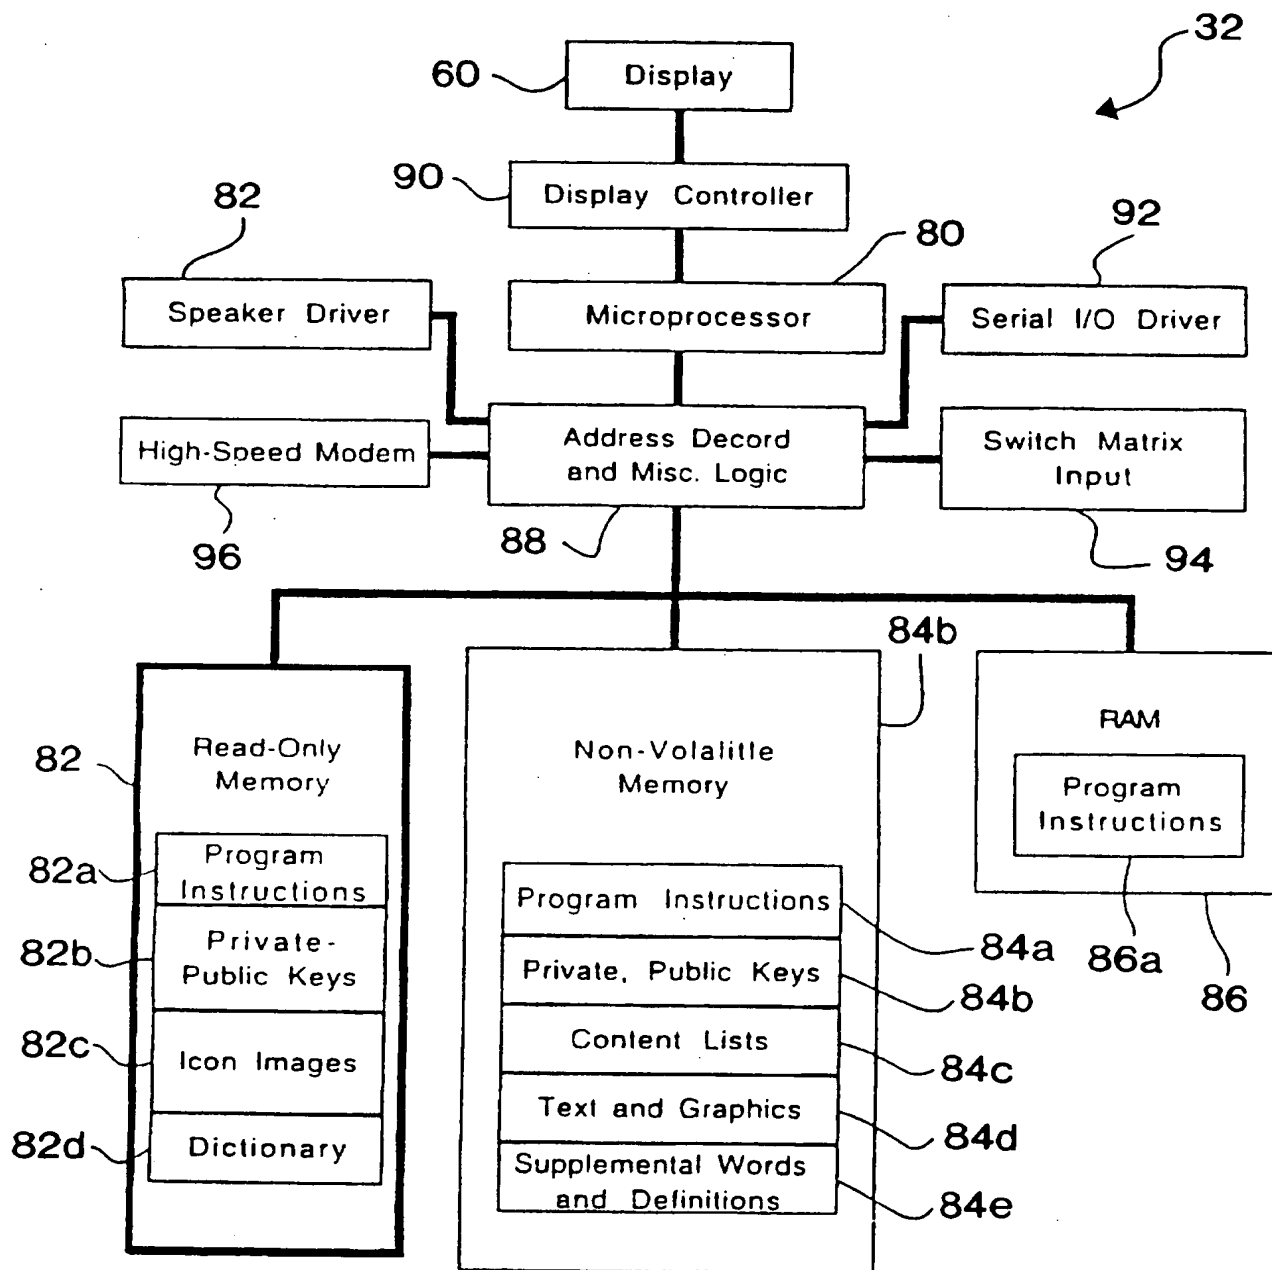 32
60
Display
90
Display Controller
82
80
92
Speaker Driver
Microprocessor
Serial I/O Driver
High-Speed Modem
Address Decord
and Misc. Logic
Switch Matrix
Input
96
88
94
84b
82
Read-Only
Memory
Non-Volalitle
Memory
RAM
Program
Instructions
82a
Program
Instructions
82b
Private-
Public Keys
82c
Icon Images
82d
Dictionary
Program Instructions
84a
Private, Public Keys
84b
Content Lists
84c
Text and Graphics
84d
Supplemental Words
and Definitions
84e
86a
86